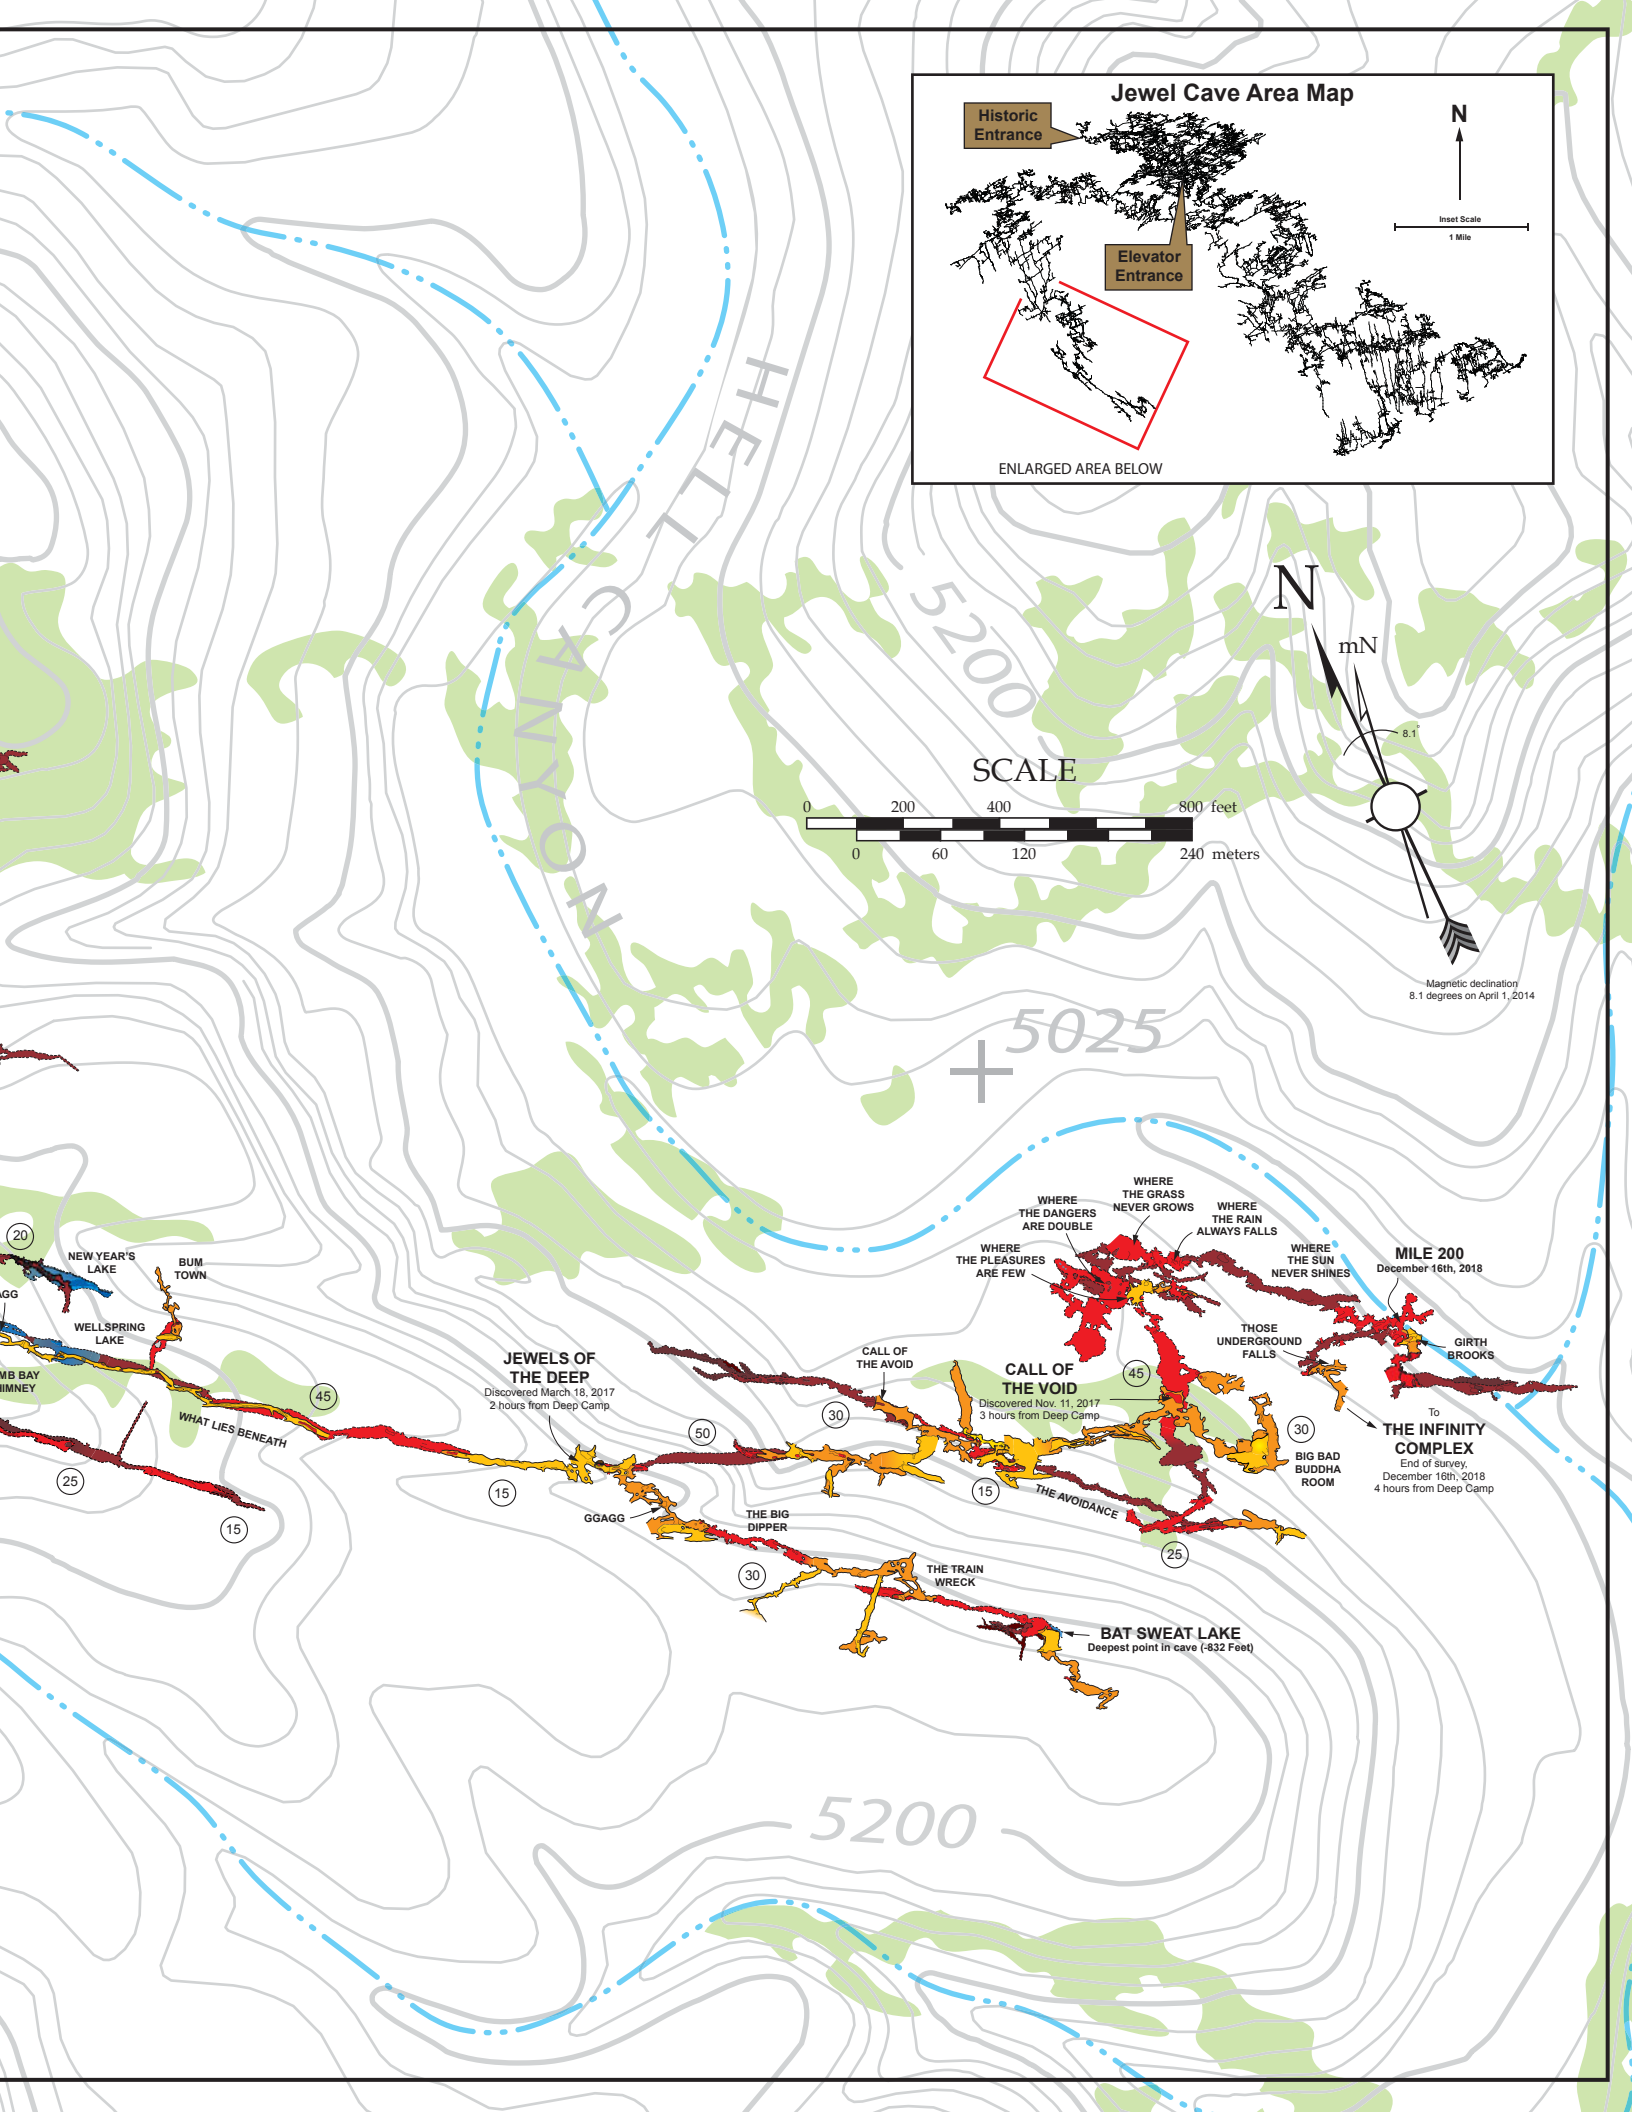 Jewel Cave Area Map
Historic
Entrance
N
Inset Scale
1 Mile
Elevator
Entrance
ENLARGED AREA BELOW
HELL
CANYON
5200
N
mN
8.1°
SCALE
0 200 400 800 feet
0 60 120 240 meters
Magnetic declination
8.1 degrees on April 1, 2014
5025
20
NEW YEAR'S
LAKE
BUM
TOWN
AGG
WELLSPRING
LAKE
MB BAY
HIMNEY
45
WHAT LIES BENEATH
25
15
JEWELS OF
THE DEEP
Discovered March 18, 2017
2 hours from Deep Camp
15
50
GGAGG
THE BIG
DIPPER
30
CALL OF
THE AVOID
30
15
THE AVOIDANCE
THE TRAIN
WRECK
BAT SWEAT LAKE
Deepest point in cave (-832 Feet)
WHERE
THE PLEASURES
ARE FEW
WHERE
THE DANGERS
ARE DOUBLE
WHERE
THE GRASS
NEVER GROWS
WHERE
THE RAIN
ALWAYS FALLS
WHERE
THE SUN
NEVER SHINES
MILE 200
December 16th, 2018
THOSE
UNDERGROUND
FALLS
GIRTH
BROOKS
CALL OF
THE VOID
Discovered Nov. 11, 2017
3 hours from Deep Camp
45
30
BIG BAD
BUDDHA
ROOM
25
To
THE INFINITY
COMPLEX
End of survey,
December 16th, 2018
4 hours from Deep Camp
5200